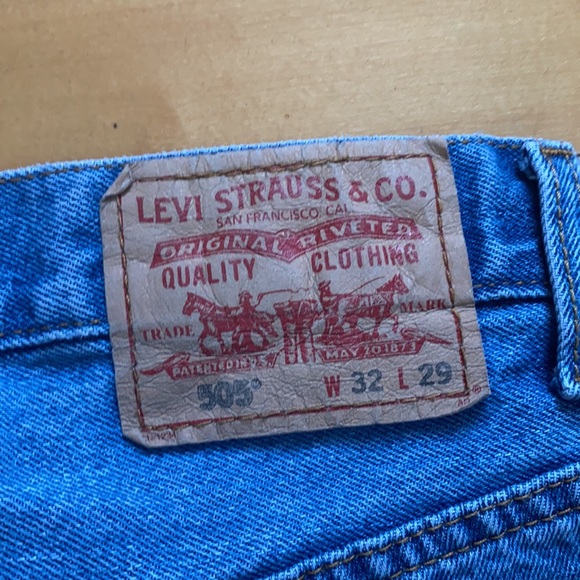 LEVI STRAUSS & CO.
SAN FRANCISCO, CAL.
ORIGINAL RIVETED
QUALITY CLOTHING
TRADE MARK
PATENTED IN U.S. MAY 20 1873
505® W 32 L 29